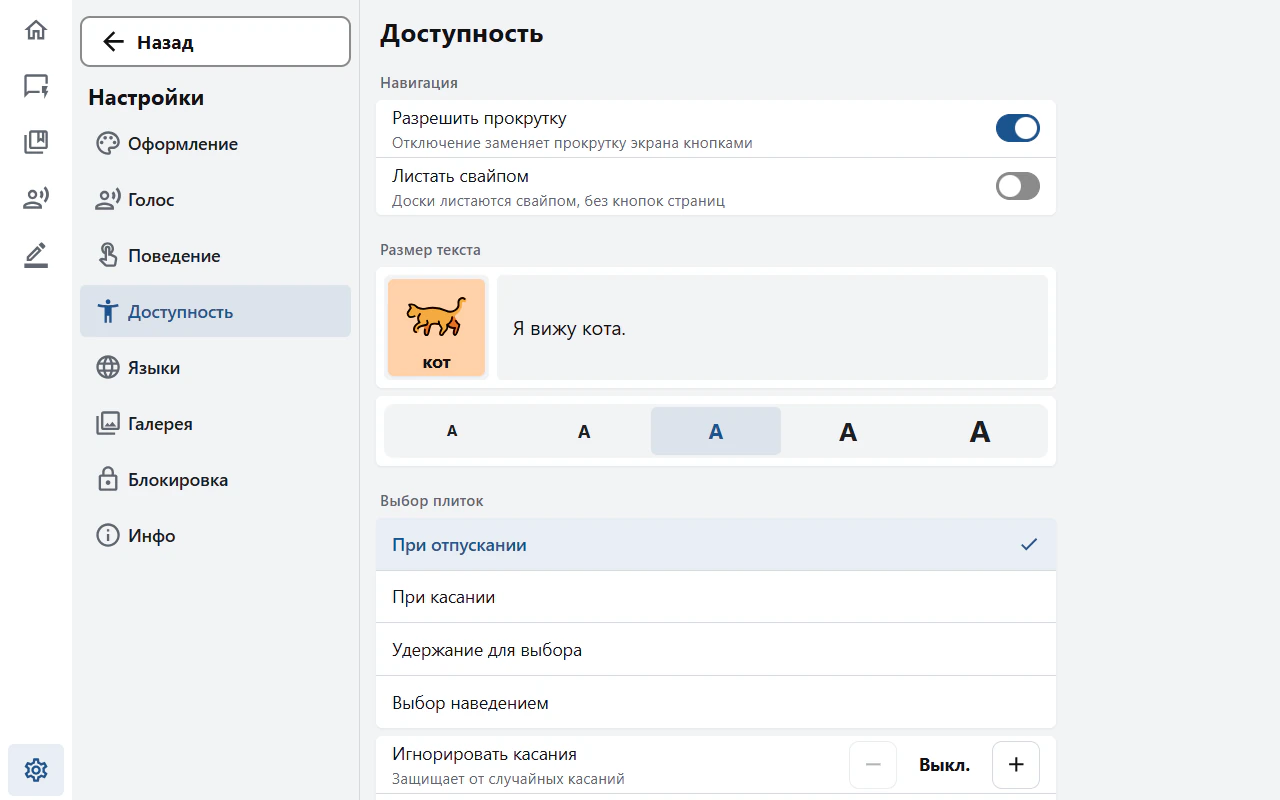 Назад
Настройки
Оформление
Голос
Поведение
Доступность
Языки
Галерея
Блокировка
Инфо
Доступность
Навигация
Разрешить прокрутку
Отключение заменяет прокрутку экрана кнопками
Листать свайпом
Доски листаются свайпом, без кнопок страниц
Размер текста
кот
Я вижу кота.
A A A A A
Выбор плиток
При отпускании
При касании
Удержание для выбора
Выбор наведением
Игнорировать касания
Защищает от случайных касаний
Выкл.